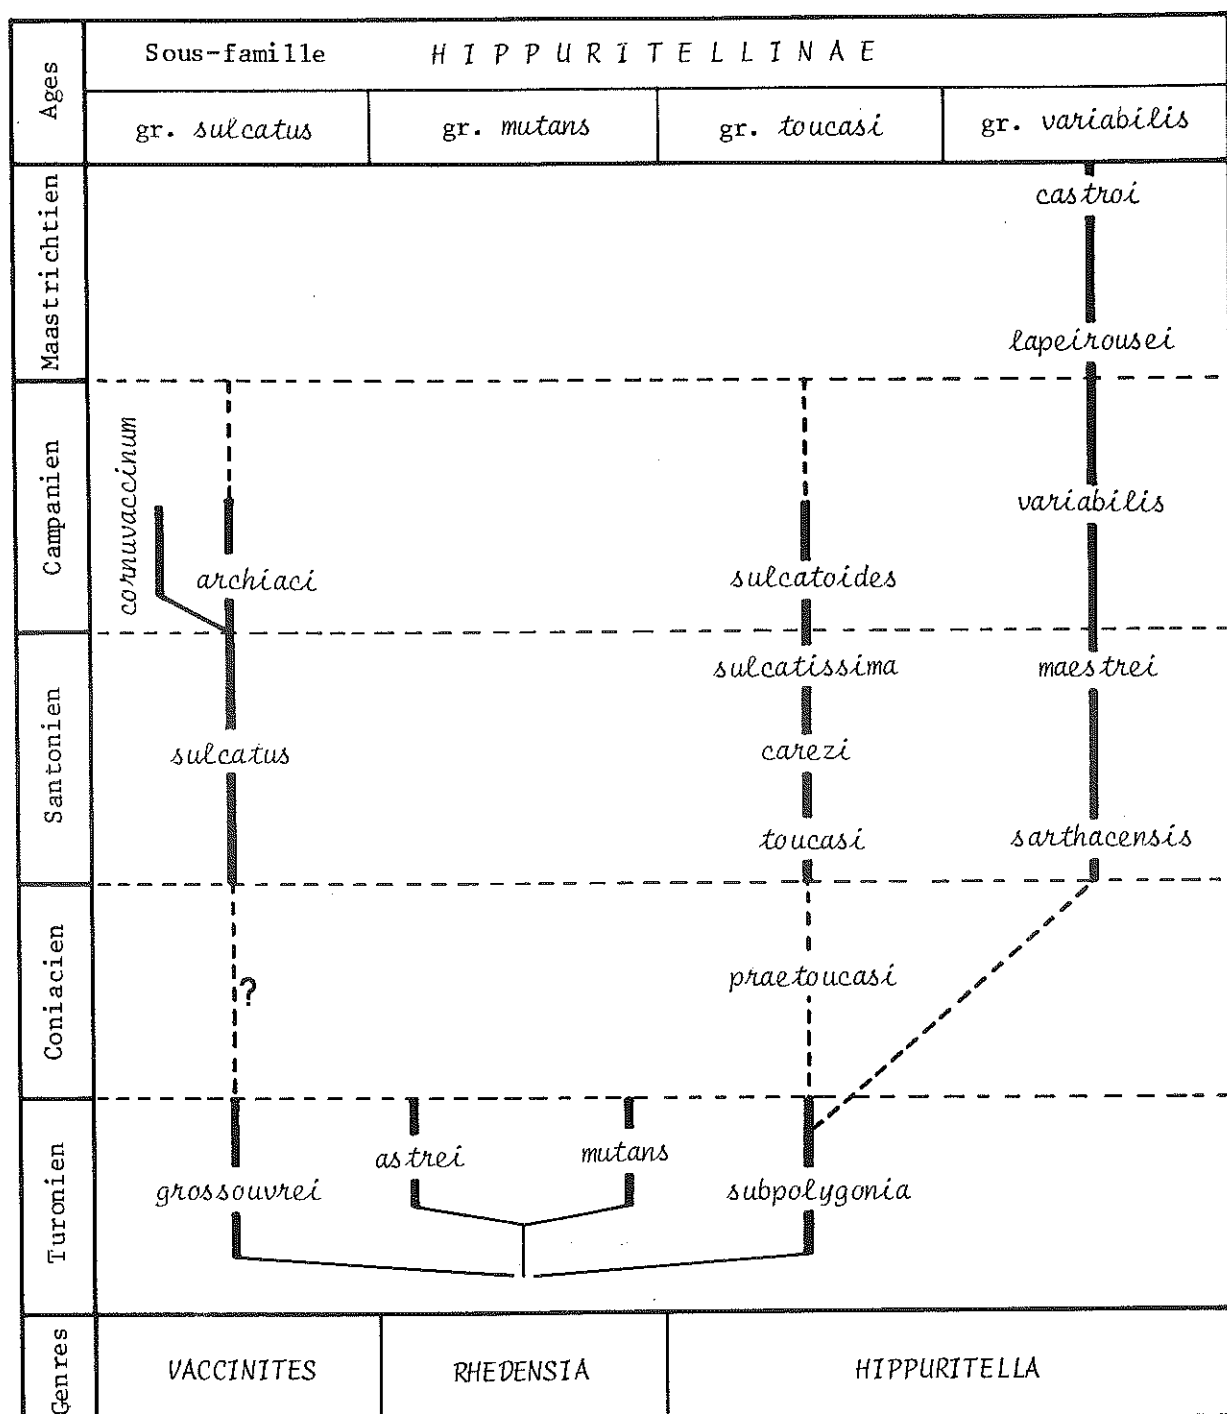 Ages
Sous-famille HIPPURITELLINAE
gr. sulcatus gr. mutans gr. toucasi gr. variabilis
Maastrichtien
castroi
lapeirousei
Campanien
cornuvaccinum
variabilis
archiaci sulcatoides
Santonien
sulcatissima maestrei
sulcatus carezi
toucasi sarthacensis
Coniacien
? praetoucasi
Turonien
astrei mutans
grossouvrei subpolygonia
Genres
VACCINITES RHEDENSIA HIPPURITELLA